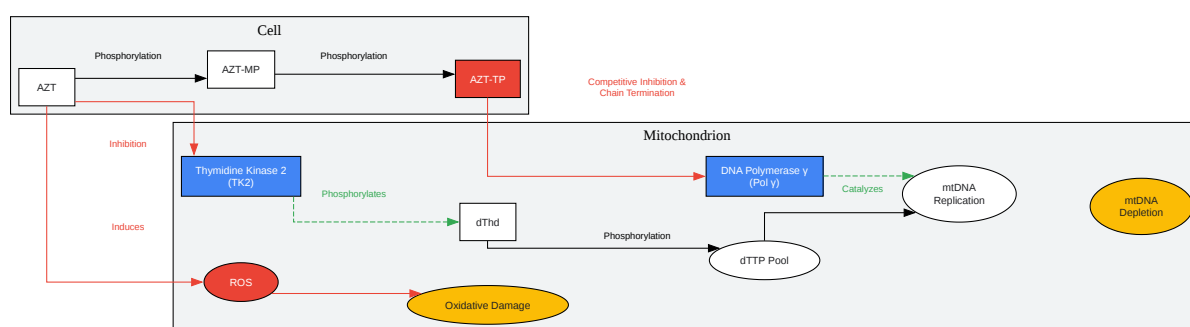 Cell
Phosphorylation
Phosphorylation
AZT
AZT-MP
AZT-TP
Competitive Inhibition &
Chain Termination
Mitochondrion
Inhibition
Thymidine Kinase 2
(TK2)
DNA Polymerase γ
(Pol γ)
Phosphorylates
Catalyzes
mtDNA
Replication
mtDNA
Depletion
Induces
dThd
Phosphorylation
dTTP Pool
ROS
Oxidative Damage